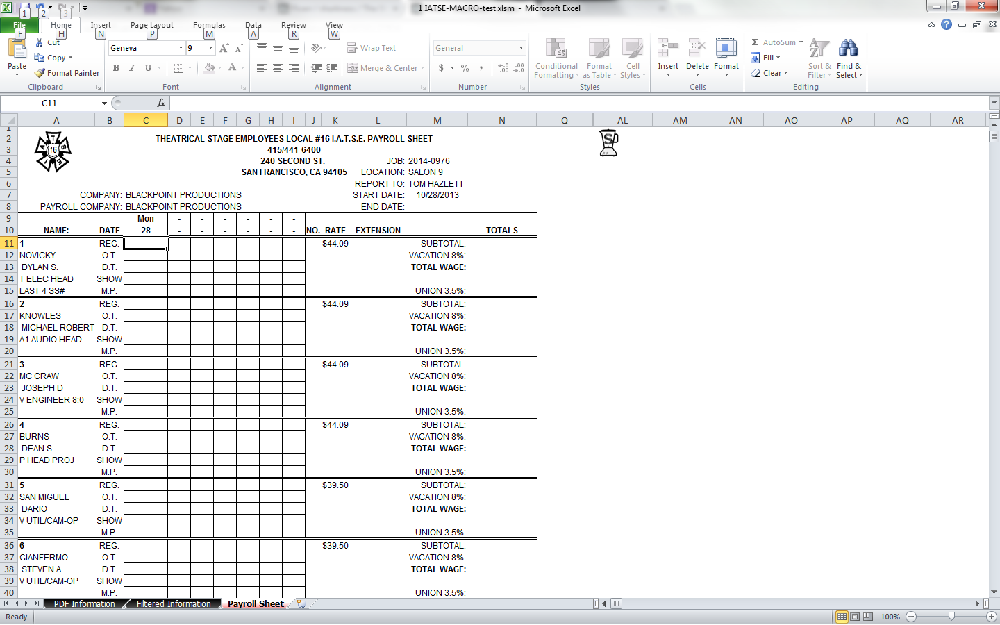 1.IATSE-MACRO-test.xlsm - Microsoft Excel
1 2 3
File Home Insert Page Layout Formulas Data Review View
F H N P M A R W
Paste
Cut
Copy
Format Painter
Clipboard
Geneva 9
B I U A
Font
Wrap Text
Merge & Center
Alignment
General
$ % ,
Number
Conditional Formatting
Format as Table
Cell Styles
Styles
Insert Delete Format
Cells
Σ AutoSum
Fill
Clear
Sort & Filter
Find & Select
Editing
C11 fx
A B C D E F G H I J K L M N Q AL AM AN AO AP AQ AR
1
2 THEATRICAL STAGE EMPLOYEES LOCAL #16 I.A.T.S.E. PAYROLL SHEET
3 415/441-6400
4 240 SECOND ST. JOB: 2014-0976
5 SAN FRANCISCO, CA 94105 LOCATION: SALON 9
6 REPORT TO: TOM HAZLETT
7 COMPANY: BLACKPOINT PRODUCTIONS START DATE: 10/28/2013
8 PAYROLL COMPANY: BLACKPOINT PRODUCTIONS END DATE:
9 Mon - - - - - -
10 NAME: DATE 28 - - - - - - NO. RATE EXTENSION TOTALS
11 1 REG. $44.09 SUBTOTAL:
12 NOVICKY O.T. VACATION 8%:
13 DYLAN S. D.T. TOTAL WAGE:
14 T ELEC HEAD SHOW
15 LAST 4 SS# M.P. UNION 3.5%:
16 2 REG. $44.09 SUBTOTAL:
17 KNOWLES O.T. VACATION 8%:
18 MICHAEL ROBERT D.T. TOTAL WAGE:
19 A1 AUDIO HEAD SHOW
20 M.P. UNION 3.5%:
21 3 REG. $44.09 SUBTOTAL:
22 MC CRAW O.T. VACATION 8%:
23 JOSEPH D D.T. TOTAL WAGE:
24 V ENGINEER 8:0 SHOW
25 M.P. UNION 3.5%:
26 4 REG. $44.09 SUBTOTAL:
27 BURNS O.T. VACATION 8%:
28 DEAN S. D.T. TOTAL WAGE:
29 P HEAD PROJ SHOW
30 M.P. UNION 3.5%:
31 5 REG. $39.50 SUBTOTAL:
32 SAN MIGUEL O.T. VACATION 8%:
33 DARIO D.T. TOTAL WAGE:
34 V UTIL/CAM-OP SHOW
35 M.P. UNION 3.5%:
36 6 REG. $39.50 SUBTOTAL:
37 GIANFERMO O.T. VACATION 8%:
38 STEVEN A D.T. TOTAL WAGE:
39 V UTIL/CAM-OP SHOW
40 M.P. UNION 3.5%:
PDF Information Filtered Information Payroll Sheet
Ready 100%